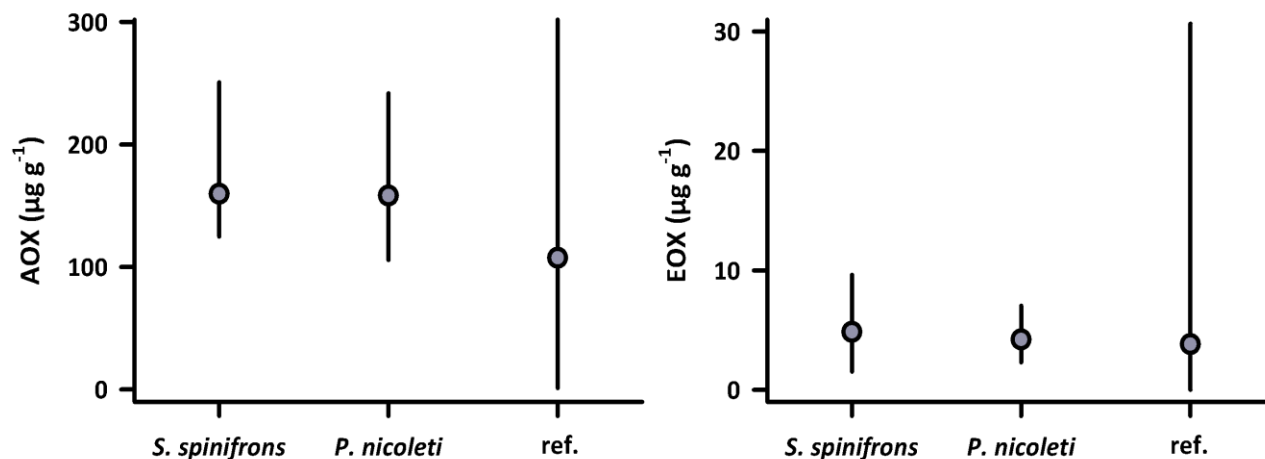 AOX (µg g⁻¹)
300
200
100
0
S. spinifrons
P. nicoleti
ref.
EOX (µg g⁻¹)
30
20
10
0
S. spinifrons
P. nicoleti
ref.